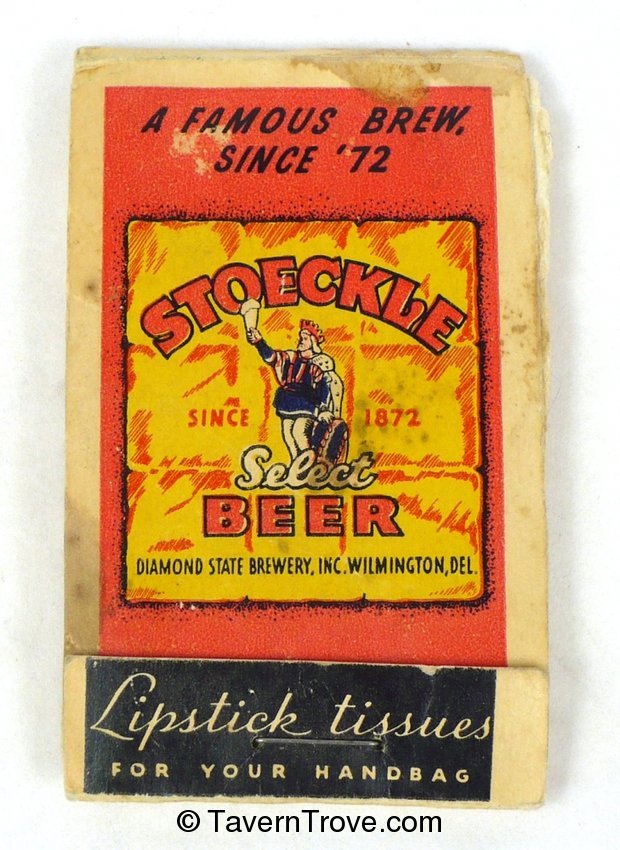 A FAMOUS BREW,
SINCE '72
STOECKLE
SINCE 1872
Select
BEER
DIAMOND STATE BREWERY, INC. WILMINGTON, DEL.
Lipstick tissues
FOR YOUR HANDBAG
© TavernTrove.com